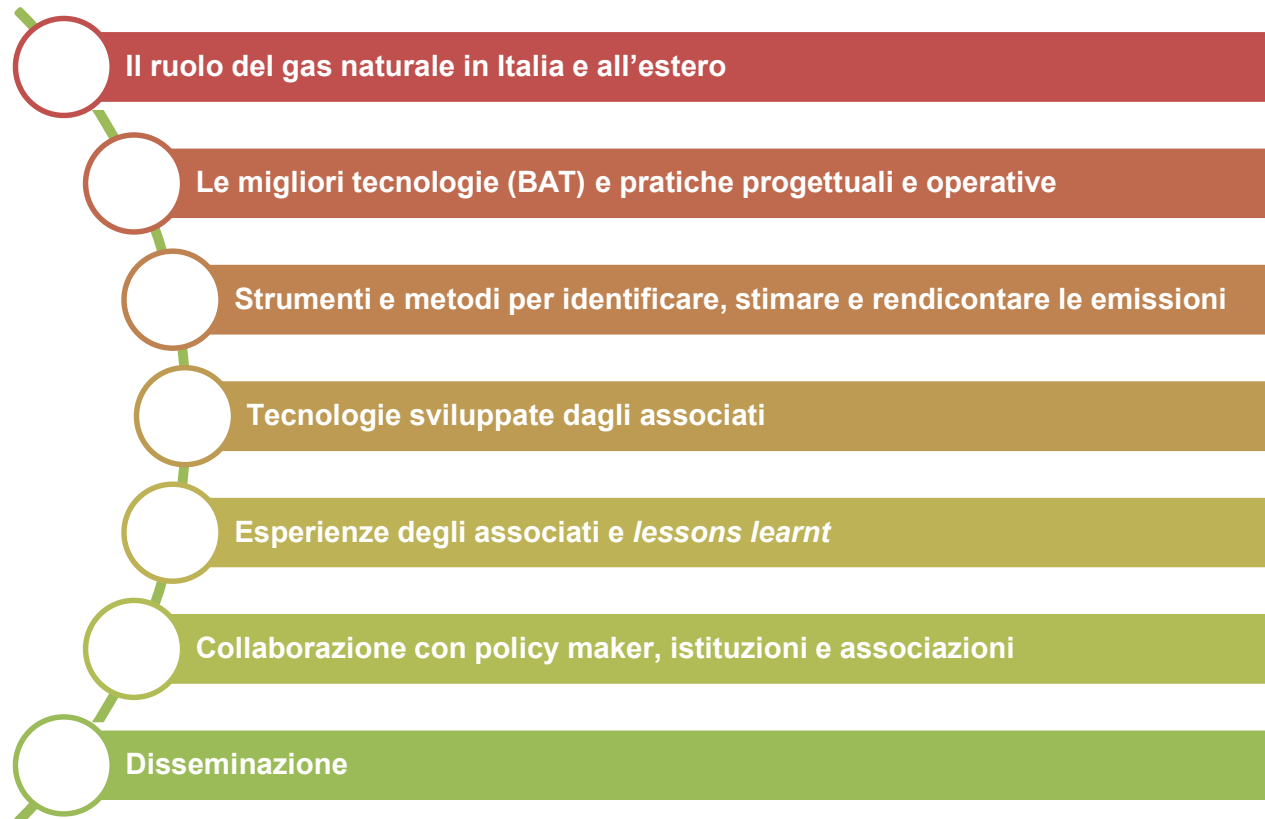 Il ruolo del gas naturale in Italia e all’estero
Le migliori tecnologie (BAT) e pratiche progettuali e operative
Strumenti e metodi per identificare, stimare e rendicontare le emissioni
Tecnologie sviluppate dagli associati
Esperienze degli associati e lessons learnt
Collaborazione con policy maker, istituzioni e associazioni
Disseminazione